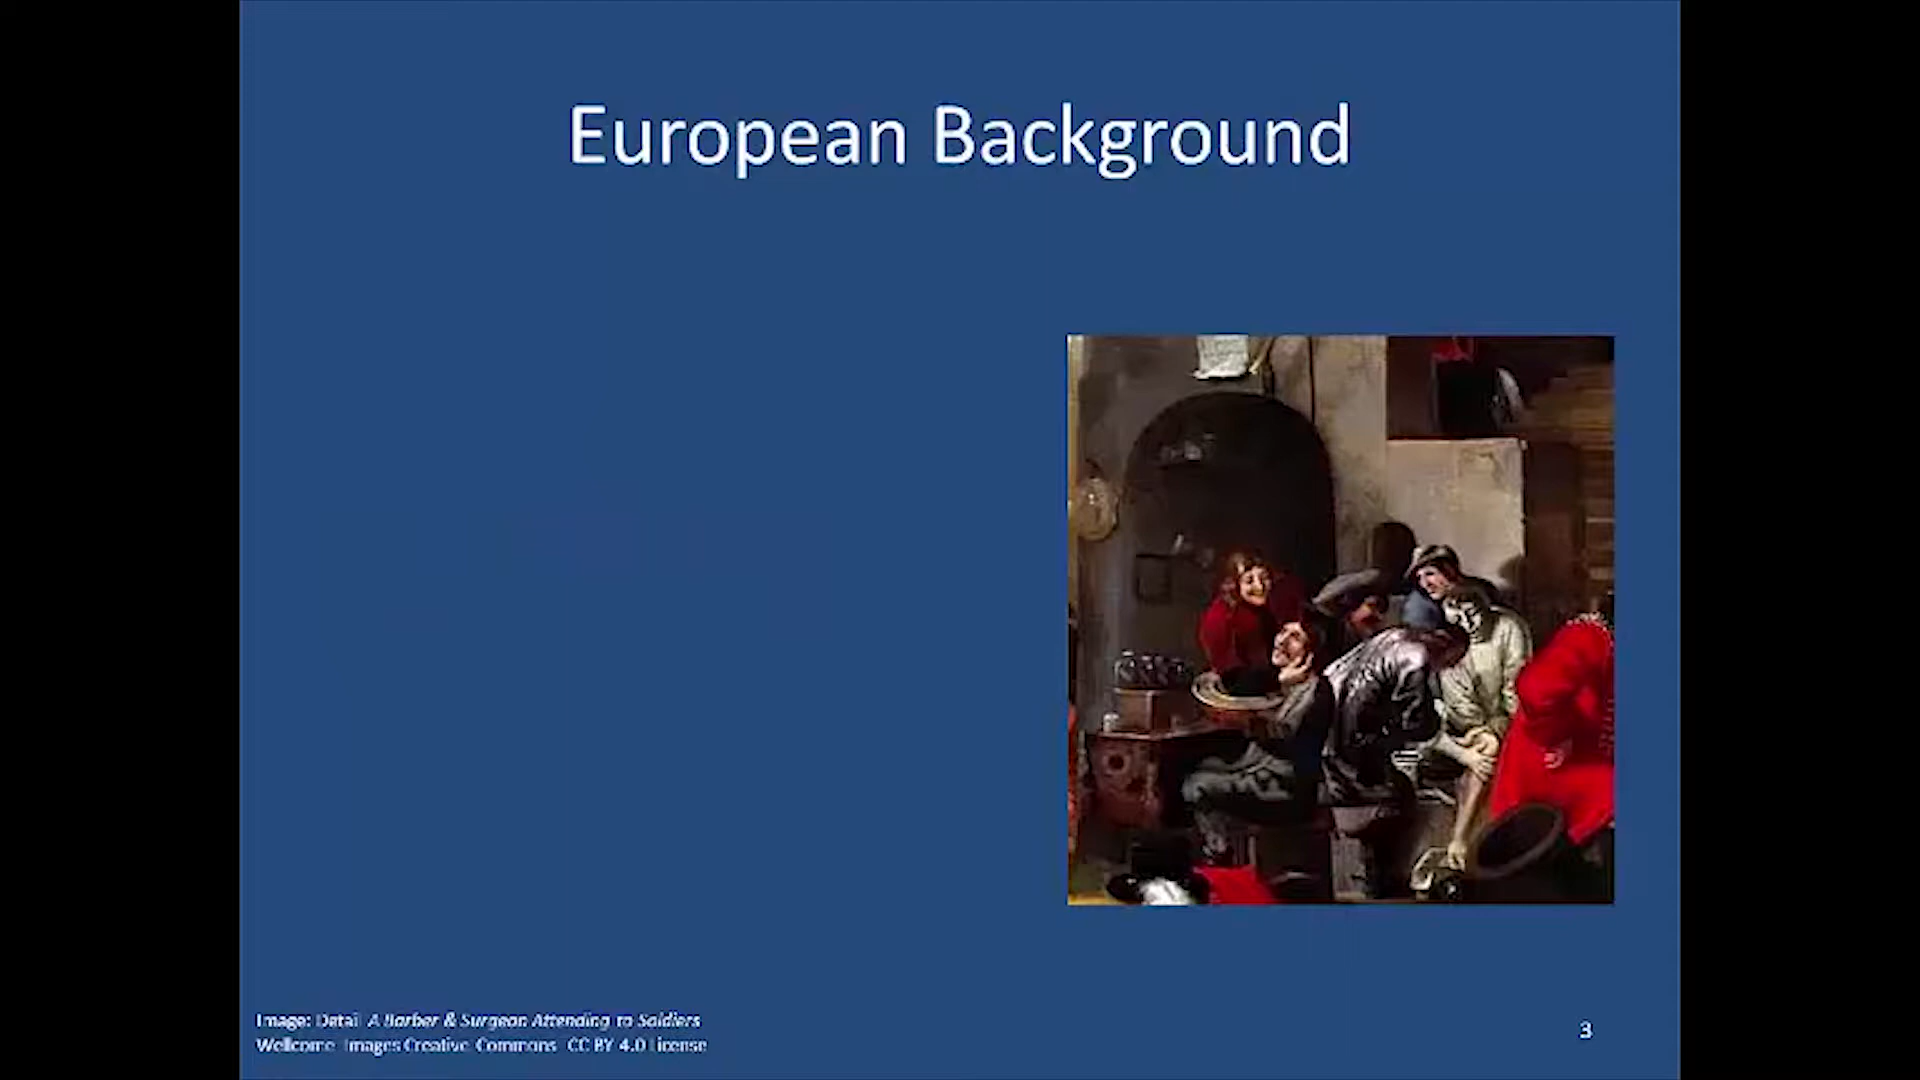 European Background
Image: Detail A Barber & Surgeon Attending to Soldiers
Wellcome Images Creative Commons CC BY 4.0 License
3